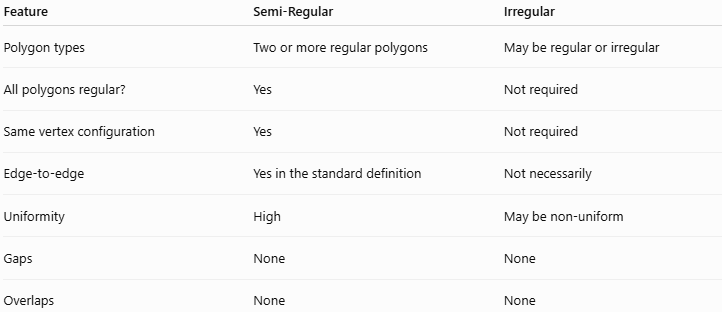 Feature Semi-Regular Irregular
Polygon types Two or more regular polygons May be regular or irregular
All polygons regular? Yes Not required
Same vertex configuration Yes Not required
Edge-to-edge Yes in the standard definition Not necessarily
Uniformity High May be non-uniform
Gaps None None
Overlaps None None